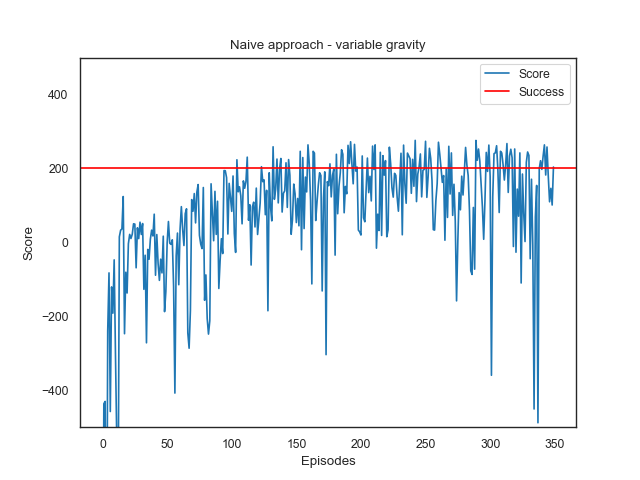 Naive approach - variable gravity
Score
Success
400
200
0
−200
−400
Score
0
50
100
150
200
250
300
350
Episodes